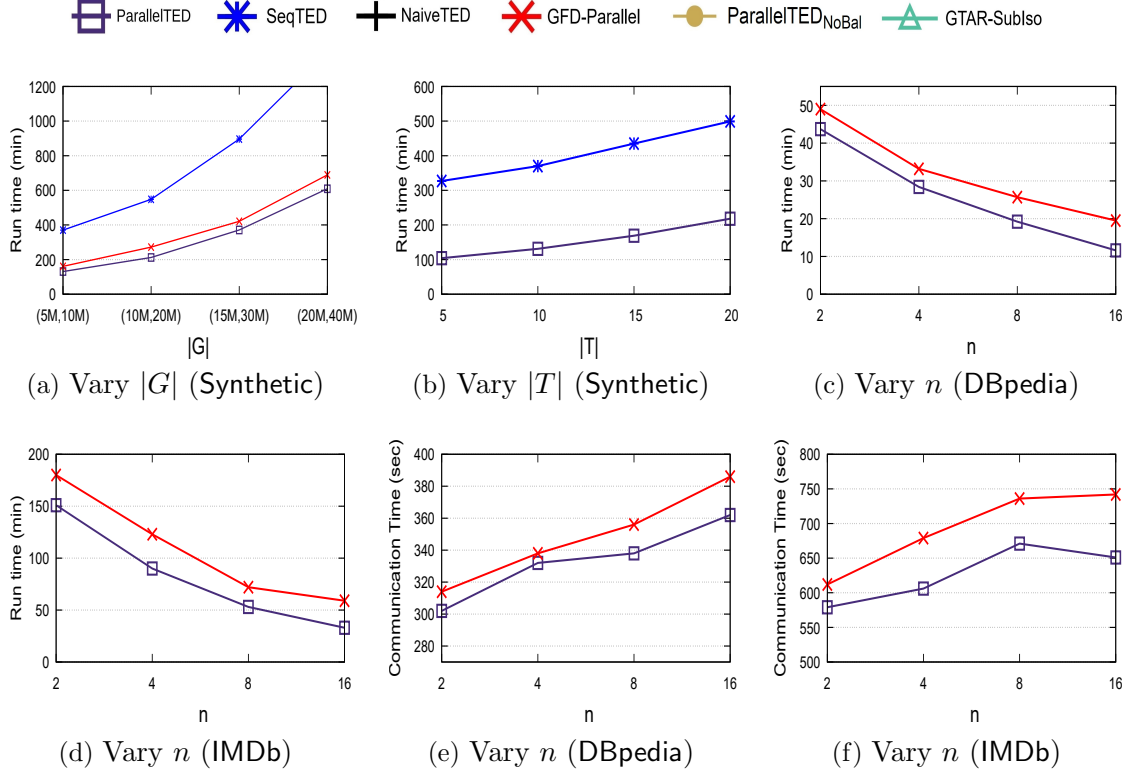 ParallelTED SeqTED NaiveTED GFD-Parallel ParallelTED_NoBal GTAR-SubIso
Run time (min)
1200
1000
800
600
400
200
0
(5M,10M) (10M,20M) (15M,30M) (20M,40M)
|G|
(a) Vary |G| (Synthetic)
Run time (min)
700
600
500
400
300
200
100
0
5 10 15 20
|T|
(b) Vary |T| (Synthetic)
Run time (min)
50
40
30
20
10
0
2 4 8 16
n
(c) Vary n (DBpedia)
Run time (min)
200
150
100
50
0
2 4 8 16
n
(d) Vary n (IMDb)
Communication Time (sec)
400
380
360
340
320
300
280
2 4 8 16
n
(e) Vary n (DBpedia)
Communication Time (sec)
800
750
700
650
600
550
500
2 4 8 16
n
(f) Vary n (IMDb)